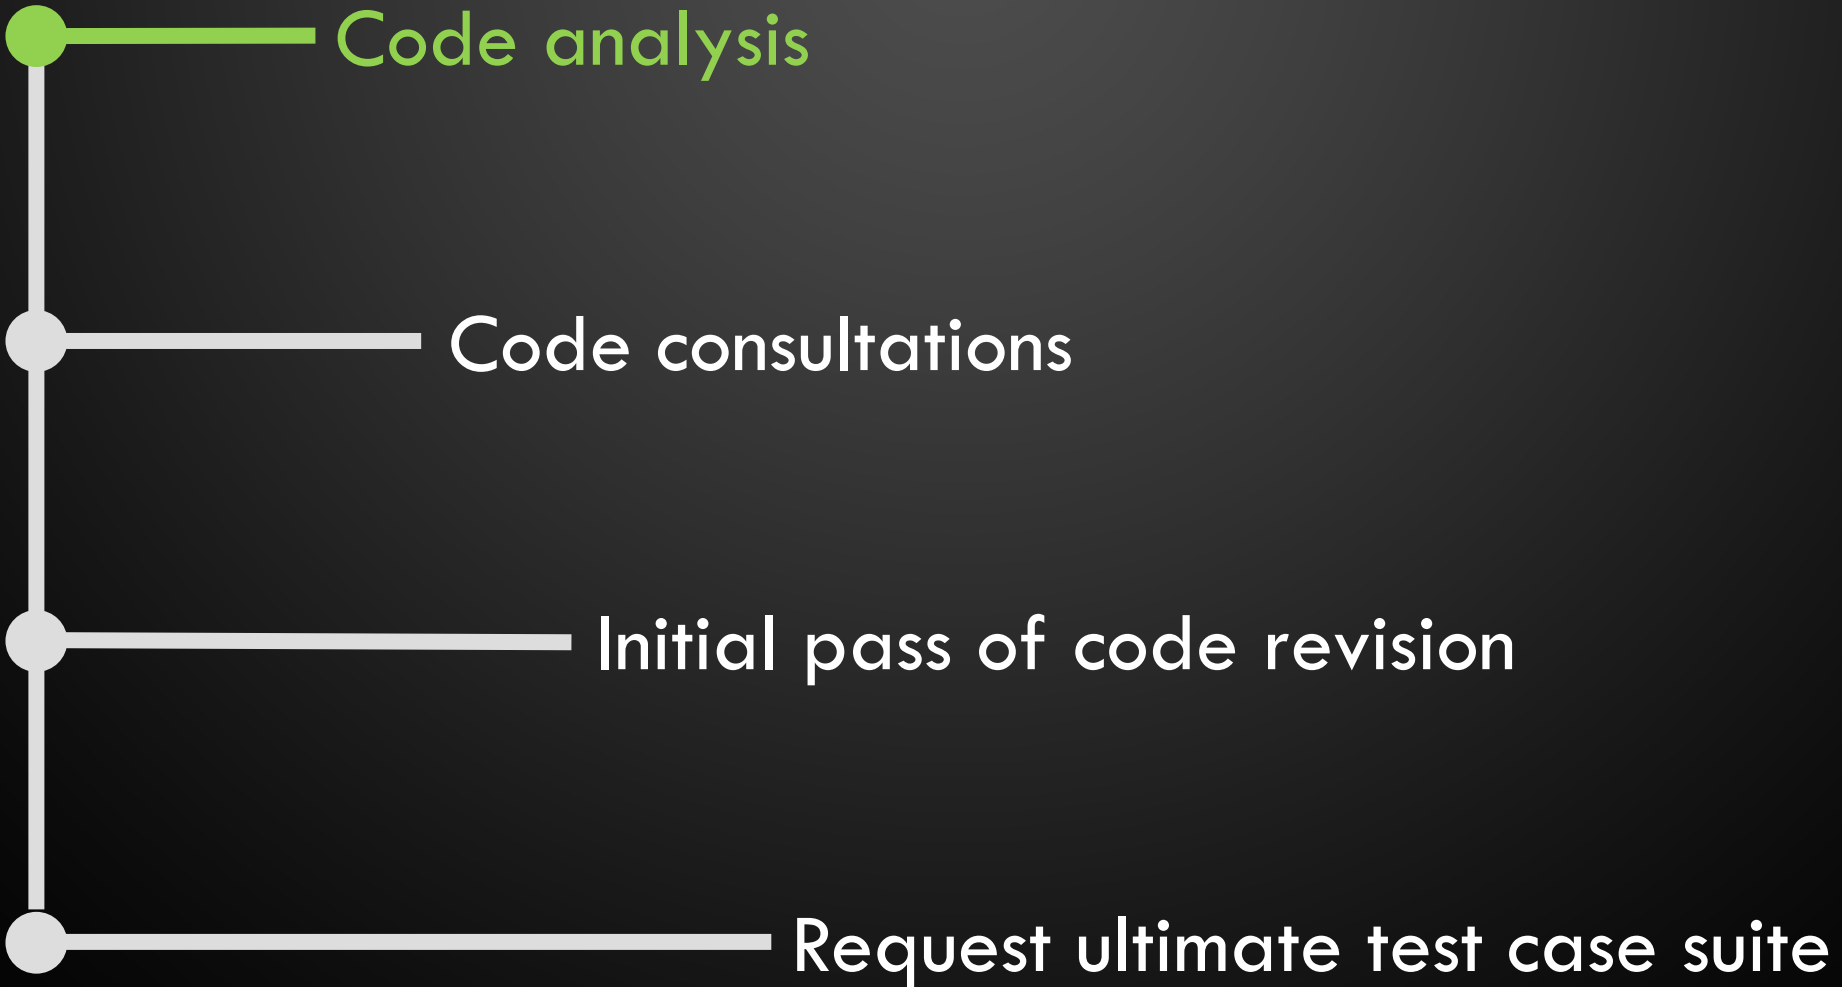 Code analysis
Code consultations
Initial pass of code revision
Request ultimate test case suite